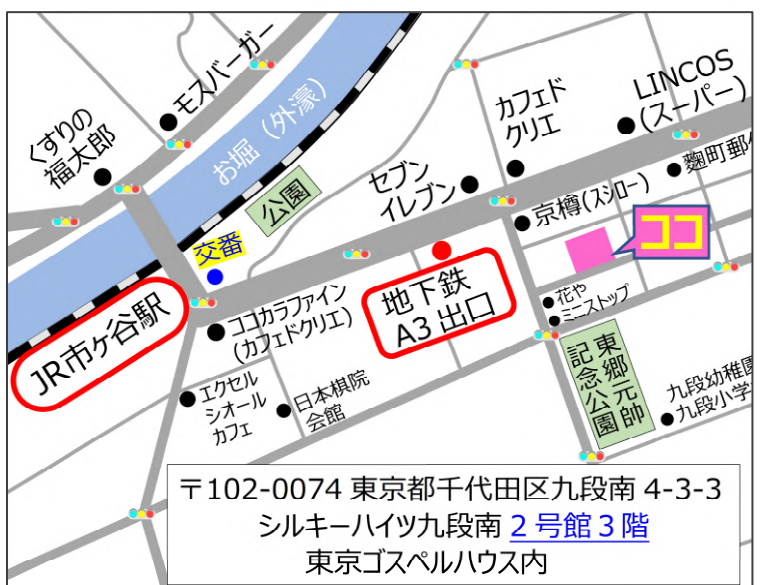 くすりの
福太郎
モスバーガー
お堀（外濠）
公園
交番
セブン
イレブン
カフェド
クリエ
LINCOS
(スーパー)
麴町郵
京樽(スシロー)
ココ
JR市ヶ谷駅
ココカラファイン
(カフェドクリエ)
地下鉄
A3 出口
花や
ミニストップ
エクセル
シオール
カフェ
日本棋院
会館
東郷元帥
記念公園
九段幼稚園
九段小学
〒102-0074 東京都千代田区九段南 4-3-3
シルキーハイツ九段南 2 号館 3 階
東京ゴスペルハウス内